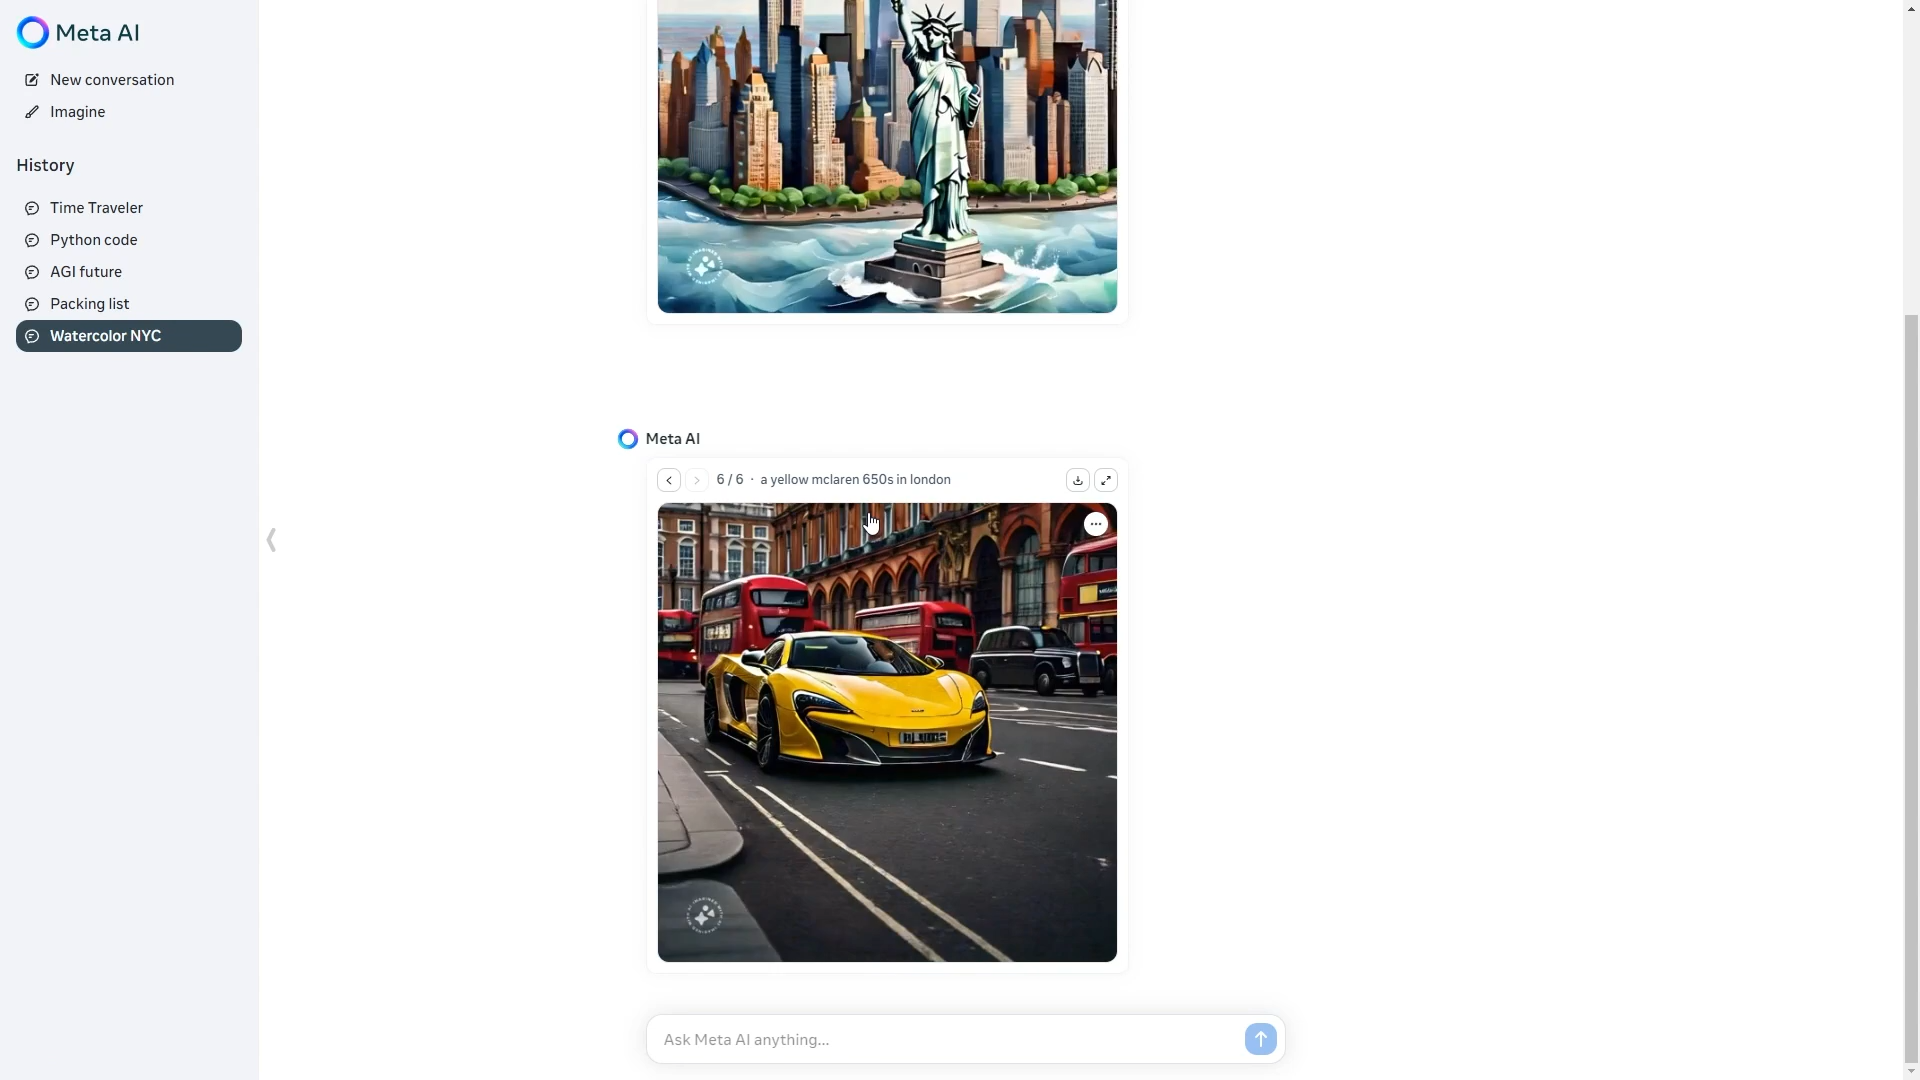 Meta AI
New conversation
Imagine
History
Time Traveler
Python code
AGI future
Packing list
Watercolor NYC
Meta AI
6 / 6 · a yellow mclaren 650s in london
Ask Meta AI anything...